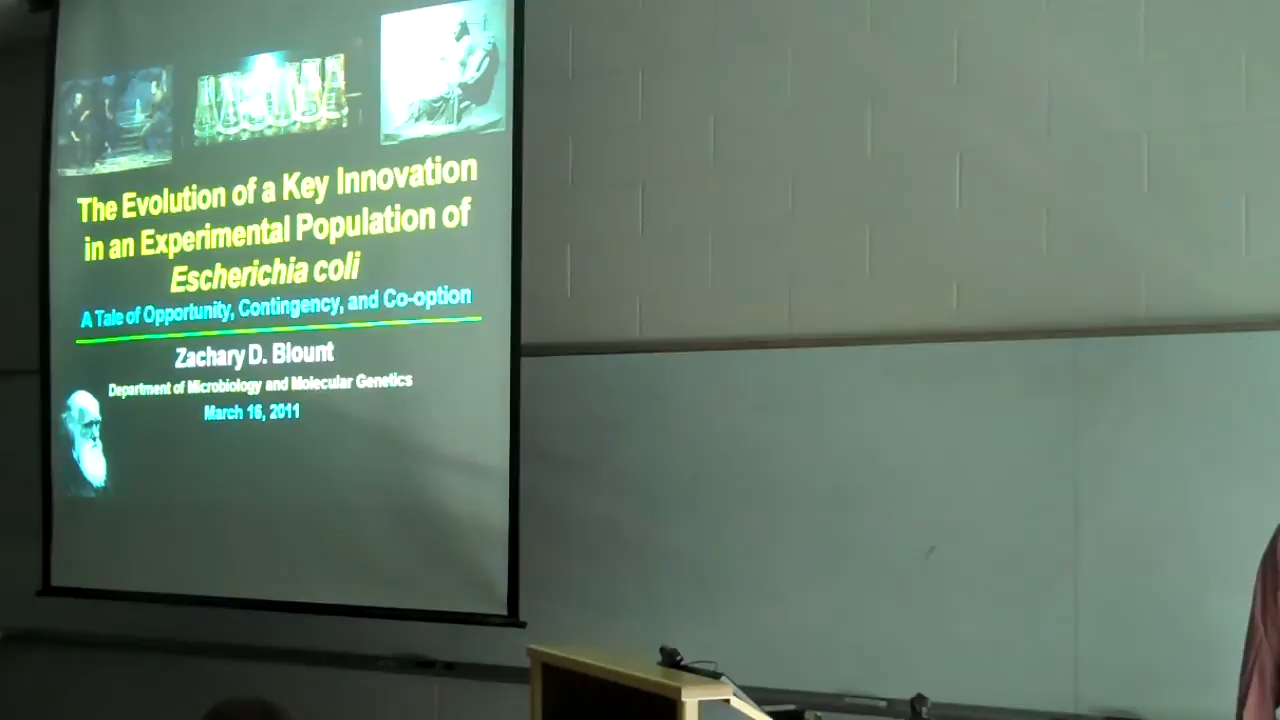 The Evolution of a Key Innovation
in an Experimental Population of
Escherichia coli
A Tale of Opportunity, Contingency, and Co-option
Zachary D. Blount
Department of Microbiology and Molecular Genetics
March 16, 2011